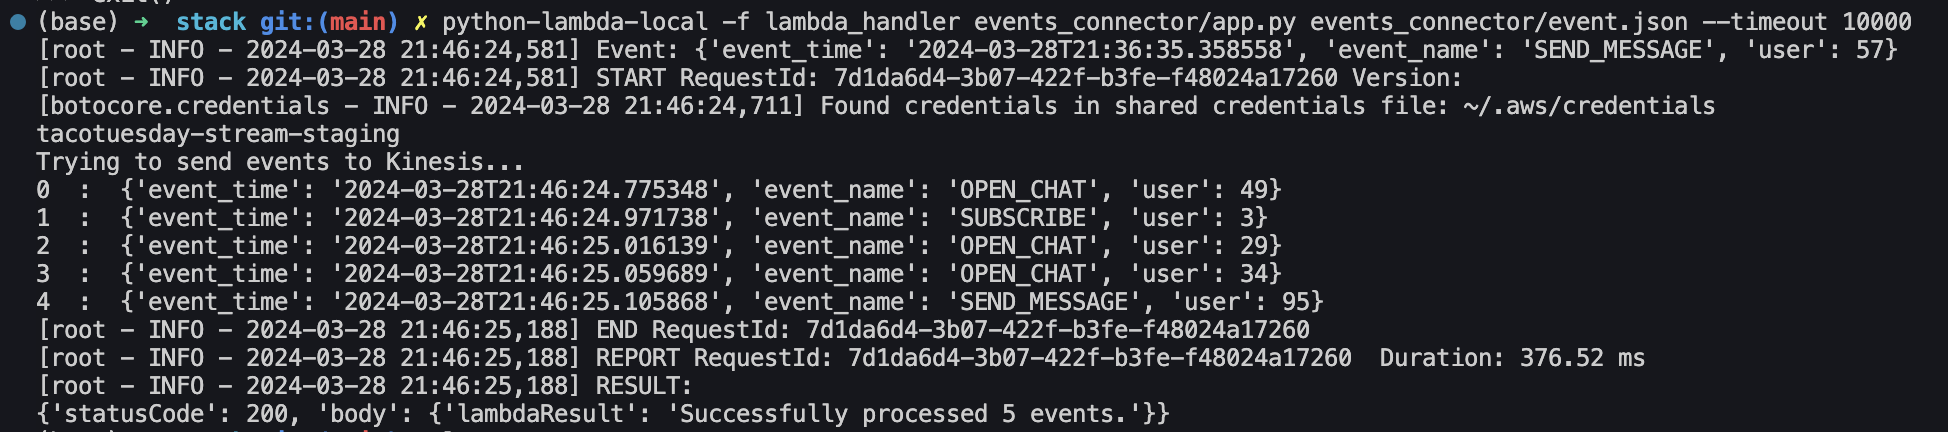 (base) ➜  stack git:(main) ✗ python-lambda-local -f lambda_handler events_connector/app.py events_connector/event.json --timeout 10000
[root - INFO - 2024-03-28 21:46:24,581] Event: {'event_time': '2024-03-28T21:36:35.358558', 'event_name': 'SEND_MESSAGE', 'user': 57}
[root - INFO - 2024-03-28 21:46:24,581] START RequestId: 7d1da6d4-3b07-422f-b3fe-f48024a17260 Version:
[botocore.credentials - INFO - 2024-03-28 21:46:24,711] Found credentials in shared credentials file: ~/.aws/credentials
tacotuesday-stream-staging
Trying to send events to Kinesis...
0  :  {'event_time': '2024-03-28T21:46:24.775348', 'event_name': 'OPEN_CHAT', 'user': 49}
1  :  {'event_time': '2024-03-28T21:46:24.971738', 'event_name': 'SUBSCRIBE', 'user': 3}
2  :  {'event_time': '2024-03-28T21:46:25.016139', 'event_name': 'OPEN_CHAT', 'user': 29}
3  :  {'event_time': '2024-03-28T21:46:25.059689', 'event_name': 'OPEN_CHAT', 'user': 34}
4  :  {'event_time': '2024-03-28T21:46:25.105868', 'event_name': 'SEND_MESSAGE', 'user': 95}
[root - INFO - 2024-03-28 21:46:25,188] END RequestId: 7d1da6d4-3b07-422f-b3fe-f48024a17260
[root - INFO - 2024-03-28 21:46:25,188] REPORT RequestId: 7d1da6d4-3b07-422f-b3fe-f48024a17260  Duration: 376.52 ms
[root - INFO - 2024-03-28 21:46:25,188] RESULT:
{'statusCode': 200, 'body': {'lambdaResult': 'Successfully processed 5 events.'}}